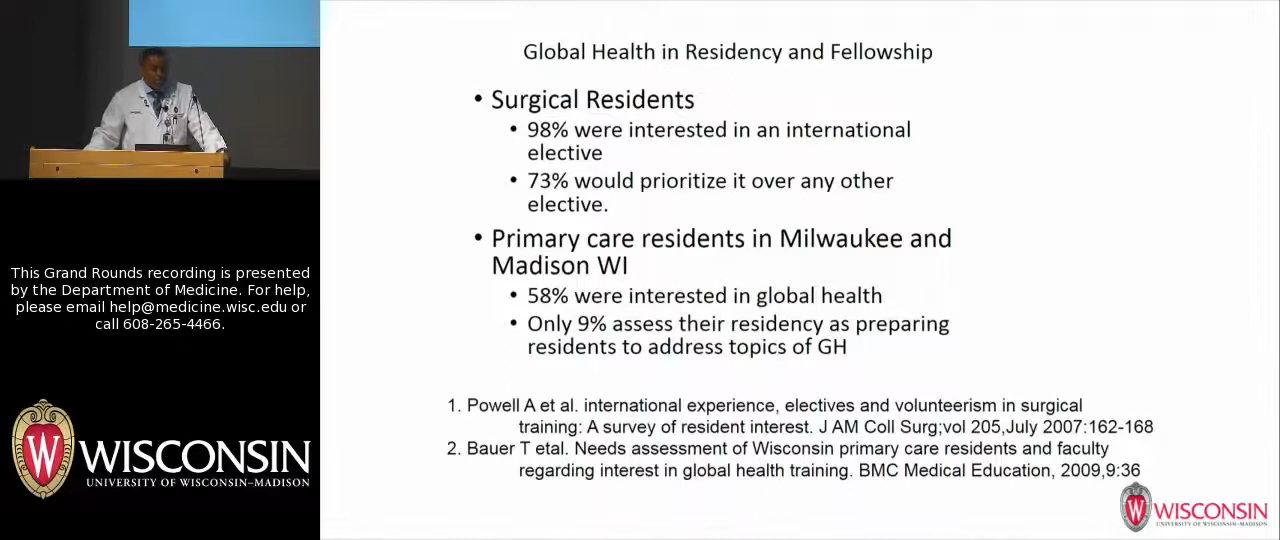 Global Health in Residency and Fellowship
• Surgical Residents
• 98% were interested in an international
elective
• 73% would prioritize it over any other
elective.
• Primary care residents in Milwaukee and
Madison WI
• 58% were interested in global health
• Only 9% assess their residency as preparing
residents to address topics of GH
1. Powell A et al. international experience, electives and volunteerism in surgical
training: A survey of resident interest. J AM Coll Surg;vol 205,July 2007:162-168
2. Bauer T etal. Needs assessment of Wisconsin primary care residents and faculty
regarding interest in global health training. BMC Medical Education, 2009,9:36
This Grand Rounds recording is presented
by the Department of Medicine. For help,
please email help@medicine.wisc.edu or
call 608-265-4466.
W
WISCONSIN
UNIVERSITY OF WISCONSIN–MADISON
W
WISCONSIN
UNIVERSITY OF WISCONSIN–MADISON